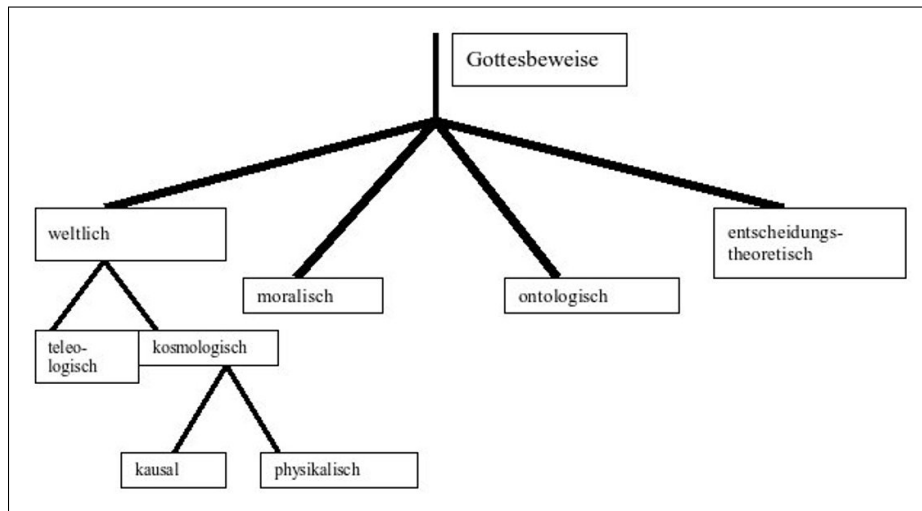 Gottesbeweise
weltlich
entscheidungs-
theoretisch
moralisch
ontologisch
teleo-
logisch
kosmologisch
kausal
physikalisch